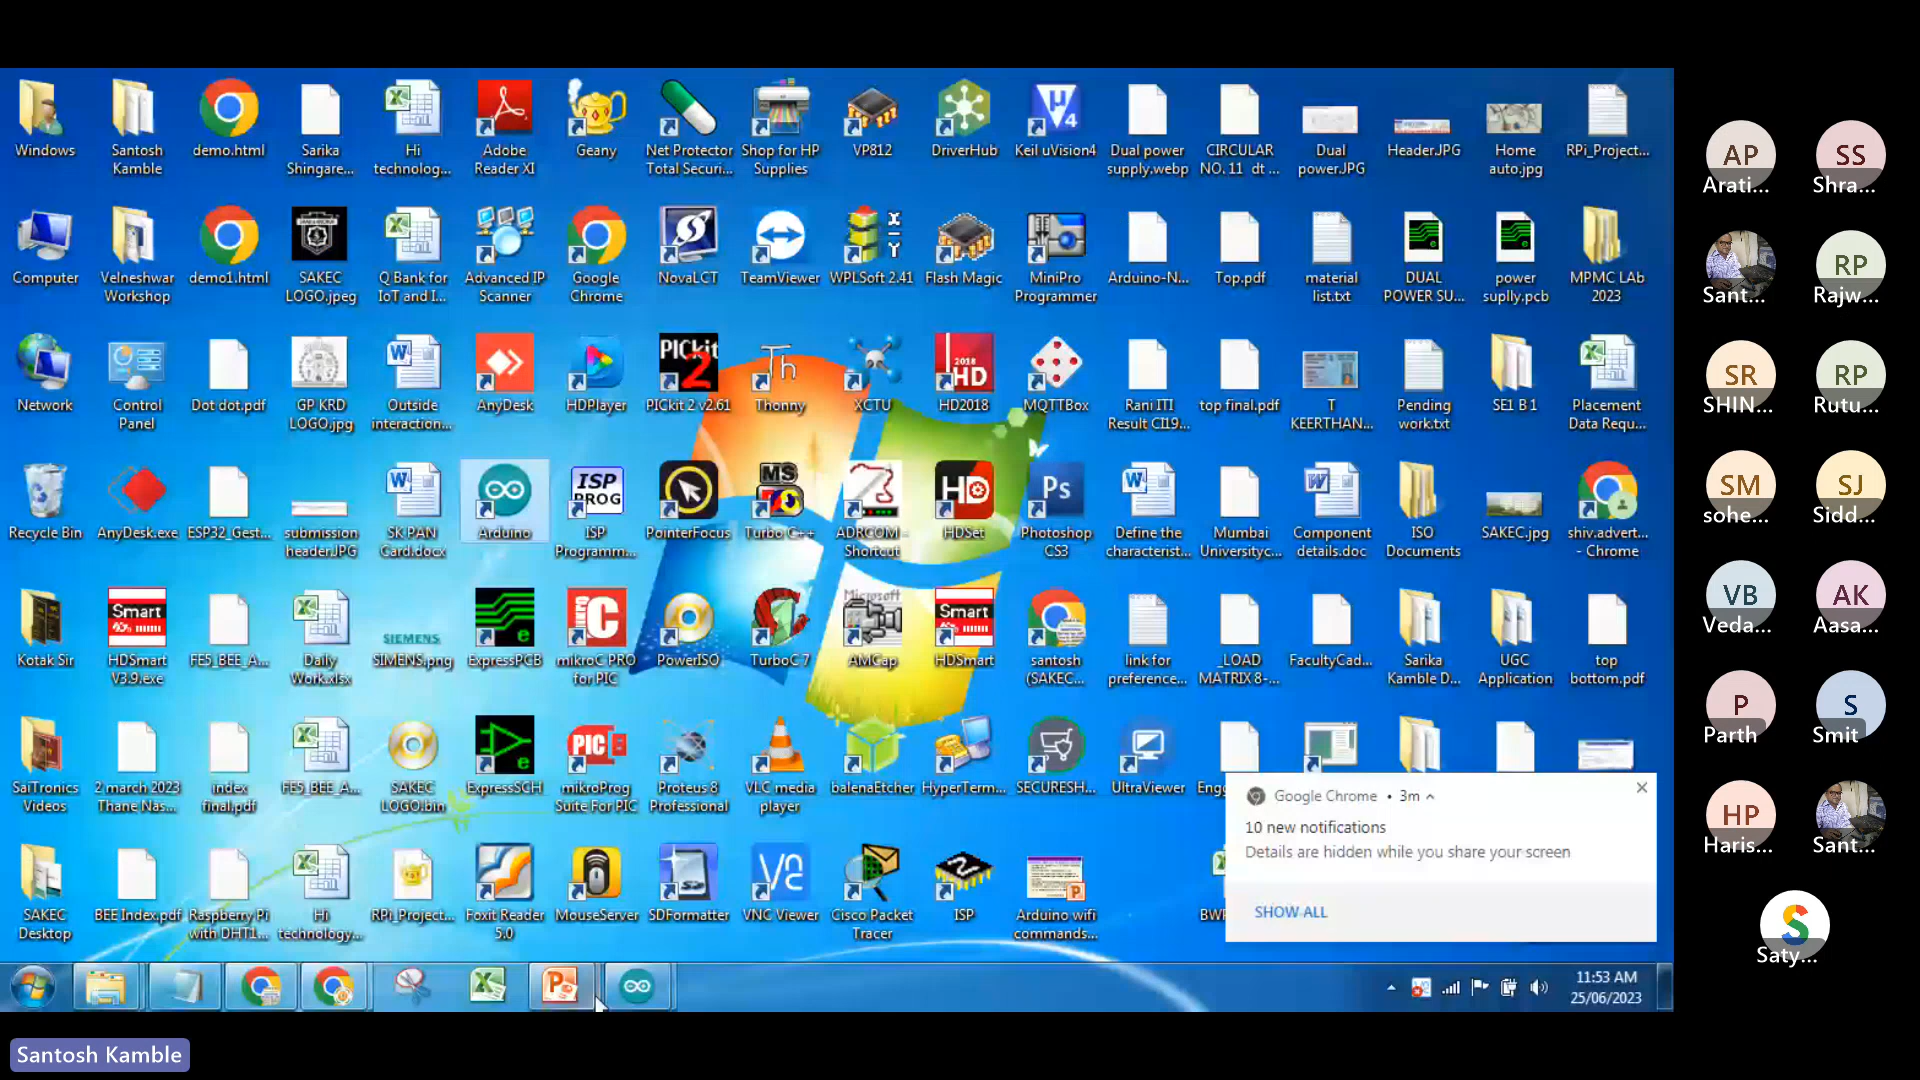 Windows
Santosh
Kamble
demo.html
Sarika
Shingare...
Hi
technolog...
Adobe
Reader XI
Geany
Net Protector
Total Securi...
Shop for HP
Supplies
VP812
DriverHub
Keil uVision4
Dual power
supply.webp
CIRCULAR
NO. 11 dt ...
Dual
power.JPG
Header.JPG
Home
auto.jpg
RPi_Project...
Computer
Velneshwar
Workshop
demo1.html
SAKEC
LOGO.jpeg
Q Bank for
IoT and I...
Advanced IP
Scanner
Google
Chrome
NovaLCT
TeamViewer
WPLSoft 2.41
Flash Magic
MiniPro
Programmer
Arduino-N...
Top.pdf
material
list.txt
DUAL
POWER SU...
power
suplly.pcb
MPMC LAb
2023
Network
Control
Panel
Dot dot.pdf
GP KRD
LOGO.jpg
Outside
interaction...
AnyDesk
HDPlayer
PICkit 2 v2.61
Thonny
XCTU
HD2018
MQTTBox
Rani ITI
Result CI19...
top final.pdf
T
KEERTHAN...
Pending
work.txt
SE1 B 1
Placement
Data Requ...
Recycle Bin
AnyDesk.exe
ESP32_Gest...
submission
header.JPG
SK PAN
Card.docx
Arduino
ISP
PROG
ISP
Programm...
PointerFocus
Turbo C++
ADRCOM -
Shortcut
HDSet
Photoshop
CS3
Define the
characterist...
Mumbai
Universityc...
Component
details.doc
ISO
Documents
SAKEC.jpg
shiv.advert...
- Chrome
Kotak Sir
Smart
HDSmart
V3.9.exe
FE5_BEE_A...
Daily
Work.xlsx
SIEMENS
SIMENS.png
ExpressPCB
mikroC PRO
for PIC
PowerISO
TurboC 7
Microsoft
AMCap
Smart
HDSmart
santosh
(SAKEC...
link for
preference...
_LOAD
MATRIX 8-...
FacultyCad...
Sarika
Kamble D...
UGC
Application
top
bottom.pdf
SaiTronics
Videos
2 march 2023
Thane Nas...
index
final.pdf
FE5_BEE_A...
SAKEC
LOGO.bin
ExpressSCH
mikroProg
Suite For PIC
Proteus 8
Professional
VLC media
player
balenaEtcher
HyperTerm...
SECURESH...
UltraViewer
Engg
SAKEC
Desktop
BEE Index.pdf
Raspberry Pi
with DHT1...
Hi
technology...
RPi_Project...
Foxit Reader
5.0
MouseServer
SDFormatter
VNC Viewer
Cisco Packet
Tracer
ISP
Arduino wifi
commands...
Google Chrome • 3m
10 new notifications
Details are hidden while you share your screen
SHOW ALL
11:53 AM
25/06/2023
AP
Arati...
SS
Shra...
Sant...
RP
Rajw...
SR
SHIN...
RP
Rutu...
SM
sohe...
SJ
Sidd...
VB
Veda...
AK
Aasa...
P
Parth
S
Smit
HP
Haris...
Sant...
Saty...
Santosh Kamble